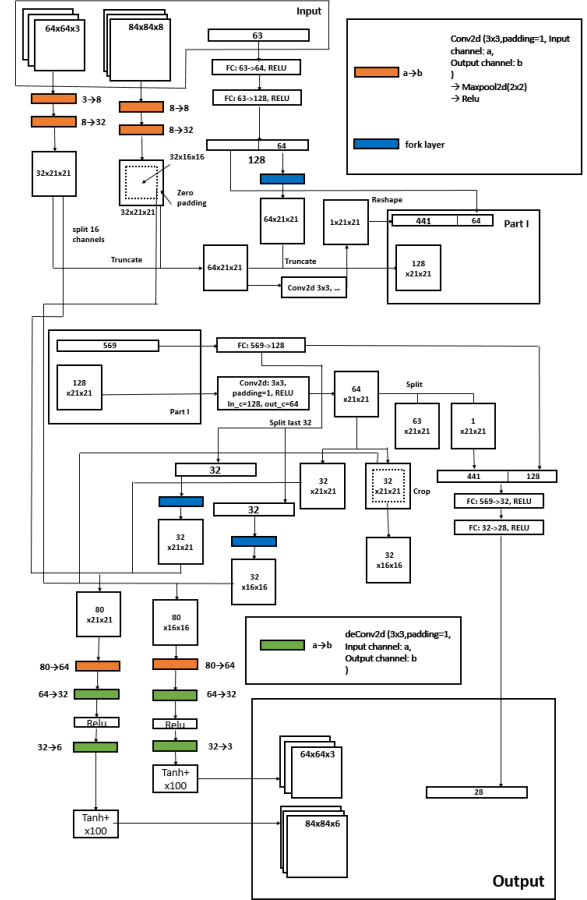 Input
64x64x3
84x84x8
63
FC: 63->64, RELU
FC: 63->128, RELU
3→8
8→32
8→8
8→32
64
128
32x21x21
32x16x16
Zero
padding
32x21x21
64x21x21
1x21x21
Reshape
441
64
Part I
128
x21x21
split 16
channels
Truncate
64x21x21
Truncate
Conv2d 3x3, ...
a→b
Conv2d (3x3,padding=1, Input
channel: a,
Output channel: b
)
→ Maxpool2d(2x2)
→ Relu
fork layer
569
128
x21x21
Part I
FC: 569->128
Conv2d: 3x3,
padding=1, RELU
In_c=128, out_c=64
64
x21x21
Split
63
x21x21
1
x21x21
Split last 32
32
32
32
x21x21
32
x21x21
Crop
441
128
FC: 569->32, RELU
FC: 32->28, RELU
32
x21x21
32
x16x16
32
x16x16
80
x21x21
80
x16x16
80→64
80→64
64→32
64→32
Relu
Relu
32→6
32→3
Tanh+
x100
Tanh+
x100
a→b
deConv2d (3x3,padding=1,
Input channel: a,
Output channel: b
)
64x64x3
84x84x6
28
Output